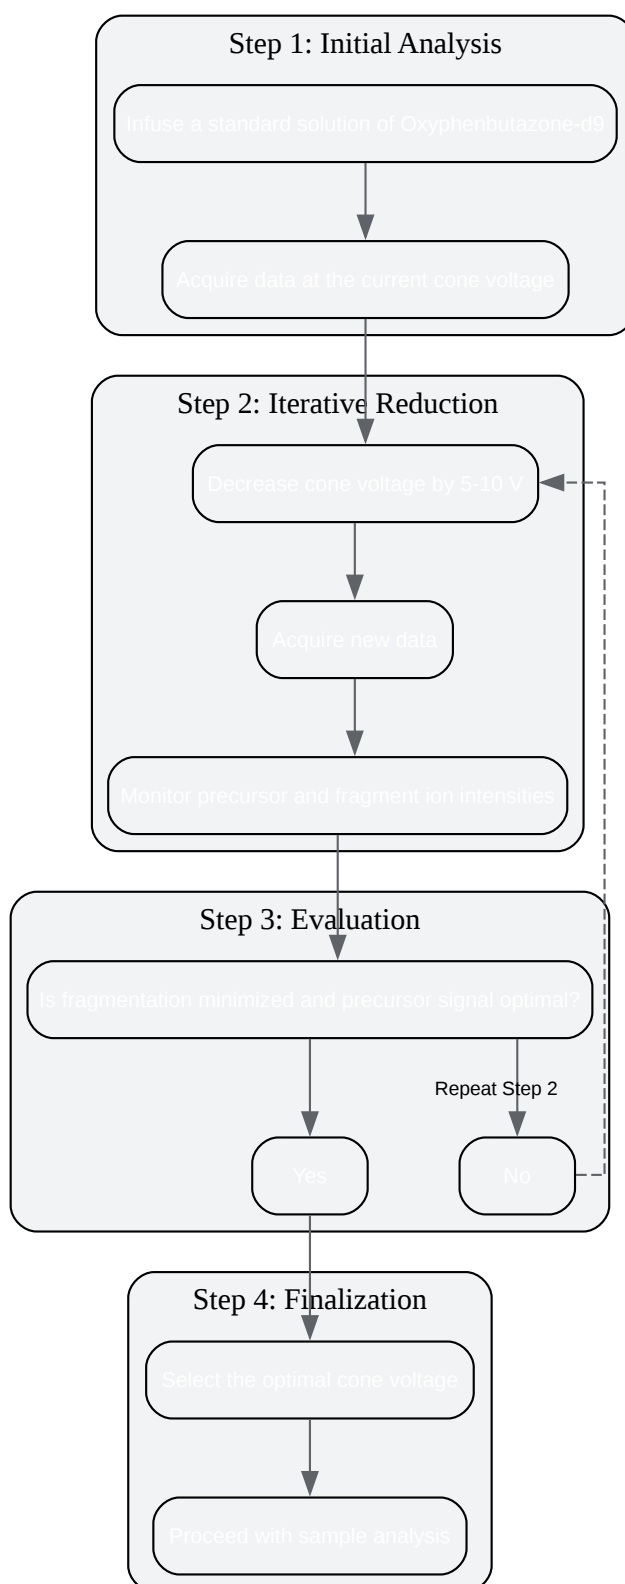 Step 1: Initial Analysis
Infuse a standard solution of Oxyphenbutazone-d9
Acquire data at the current cone voltage
Step 2: Iterative Reduction
Decrease cone voltage by 5-10 V
Acquire new data
Monitor precursor and fragment ion intensities
Step 3: Evaluation
Is fragmentation minimized and precursor signal optimal?
Repeat Step 2
Yes
No
Step 4: Finalization
Select the optimal cone voltage
Proceed with sample analysis